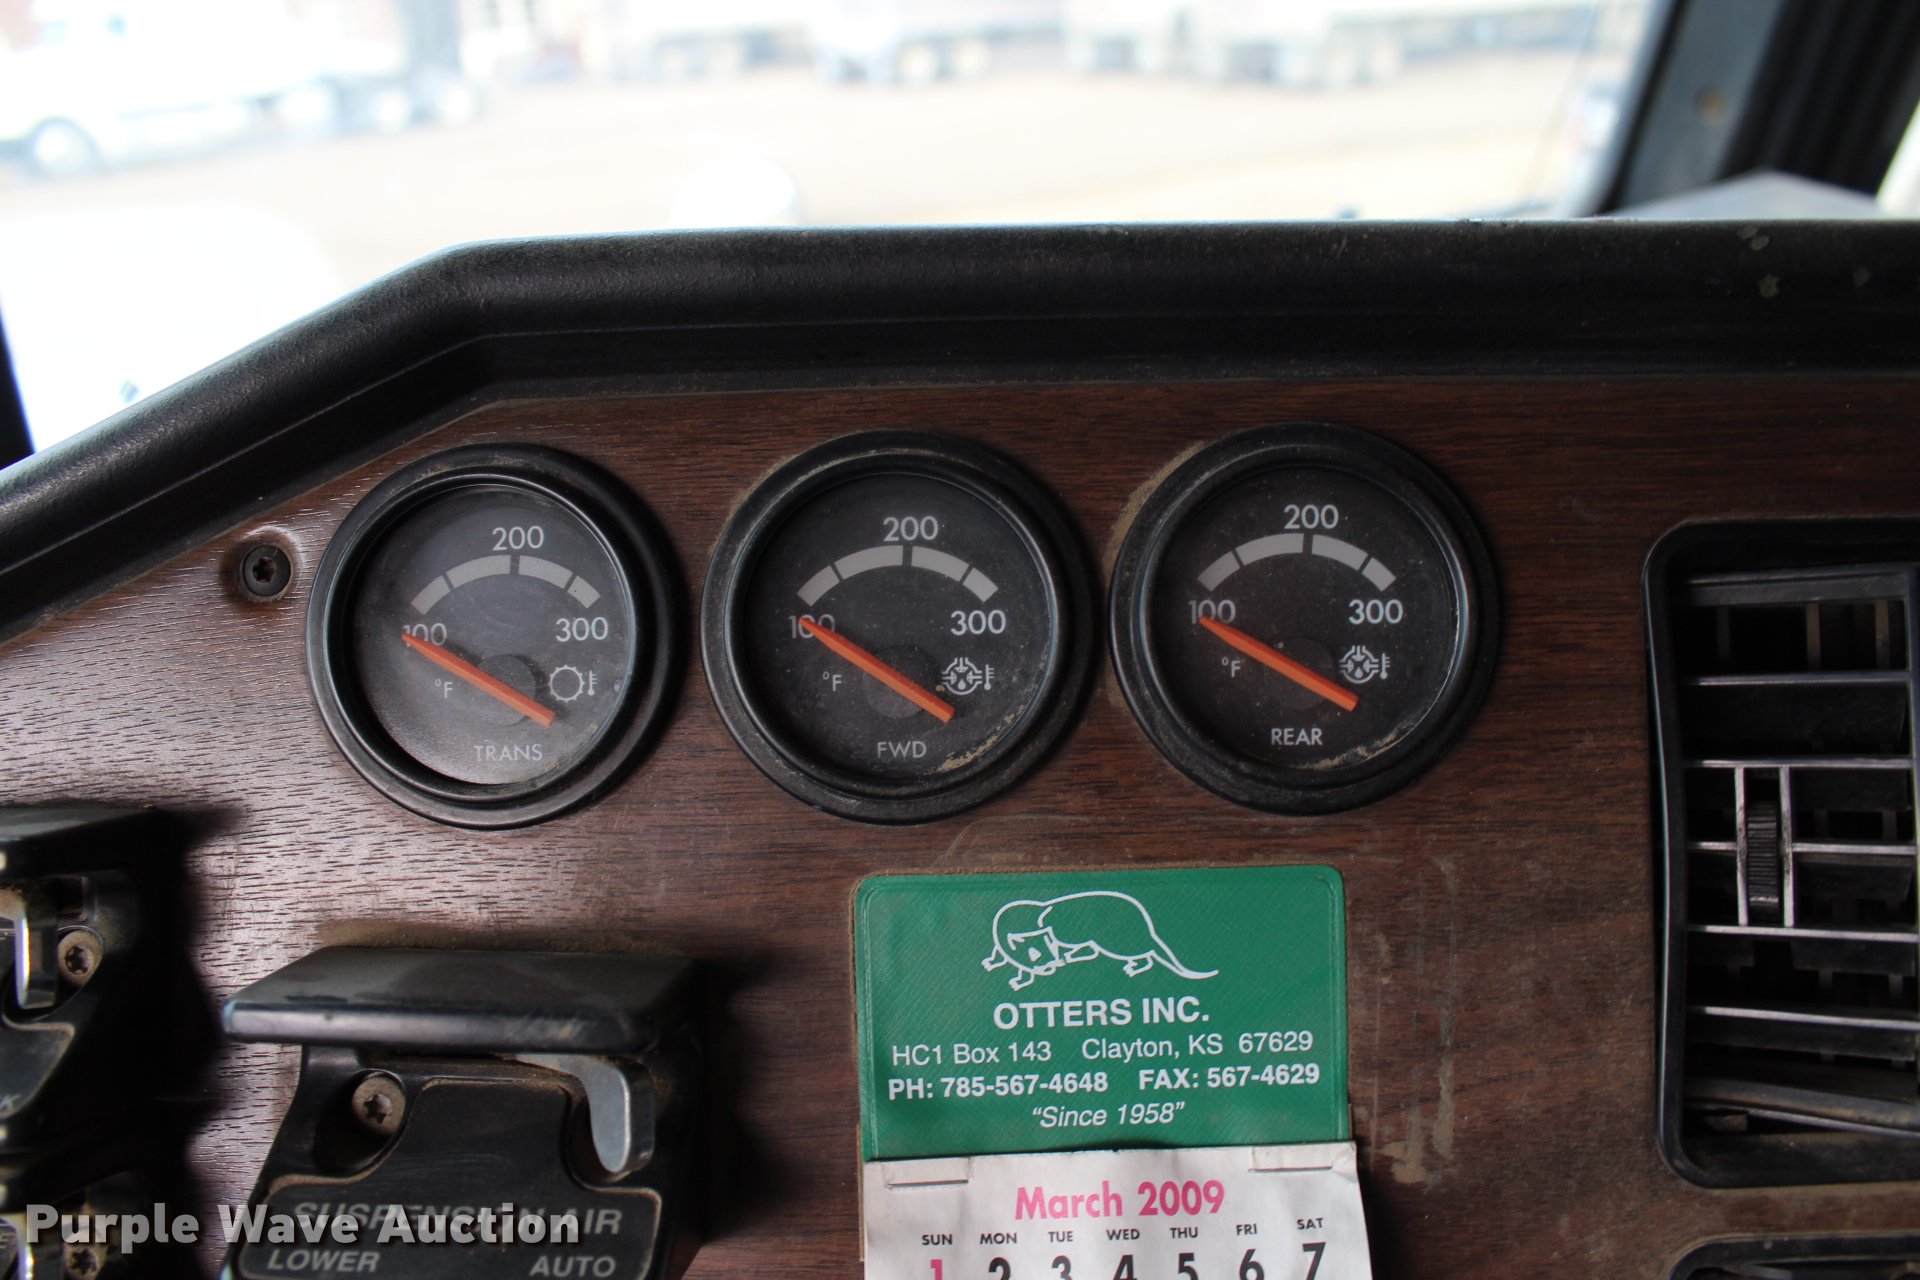 200
100
300
°F
TRANS
200
100
300
°F
FWD
200
100
300
°F
REAR
OTTERS INC.
HC1 Box 143 Clayton, KS 67629
PH: 785-567-4648 FAX: 567-4629
“Since 1958”
March 2009
SUN MON TUE WED THU FRI SAT
1 2 3 4 5 6 7
SUSPENSION AIR
LOWER AUTO
Purple Wave Auction